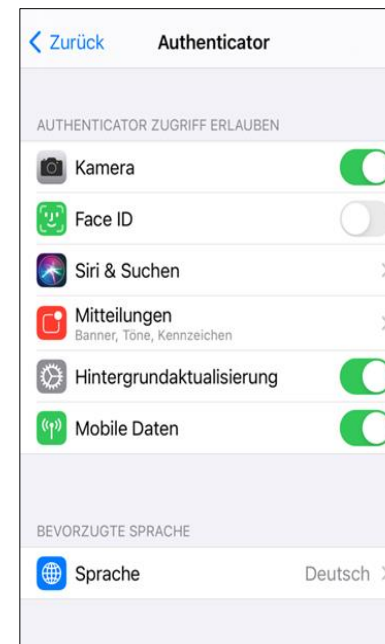 Zurück Authenticator
AUTHENTICATOR ZUGRIFF ERLAUBEN
Kamera
Face ID
Siri & Suchen
Mitteilungen
Banner, Töne, Kennzeichen
Hintergrundaktualisierung
Mobile Daten
BEVORZUGTE SPRACHE
Sprache Deutsch